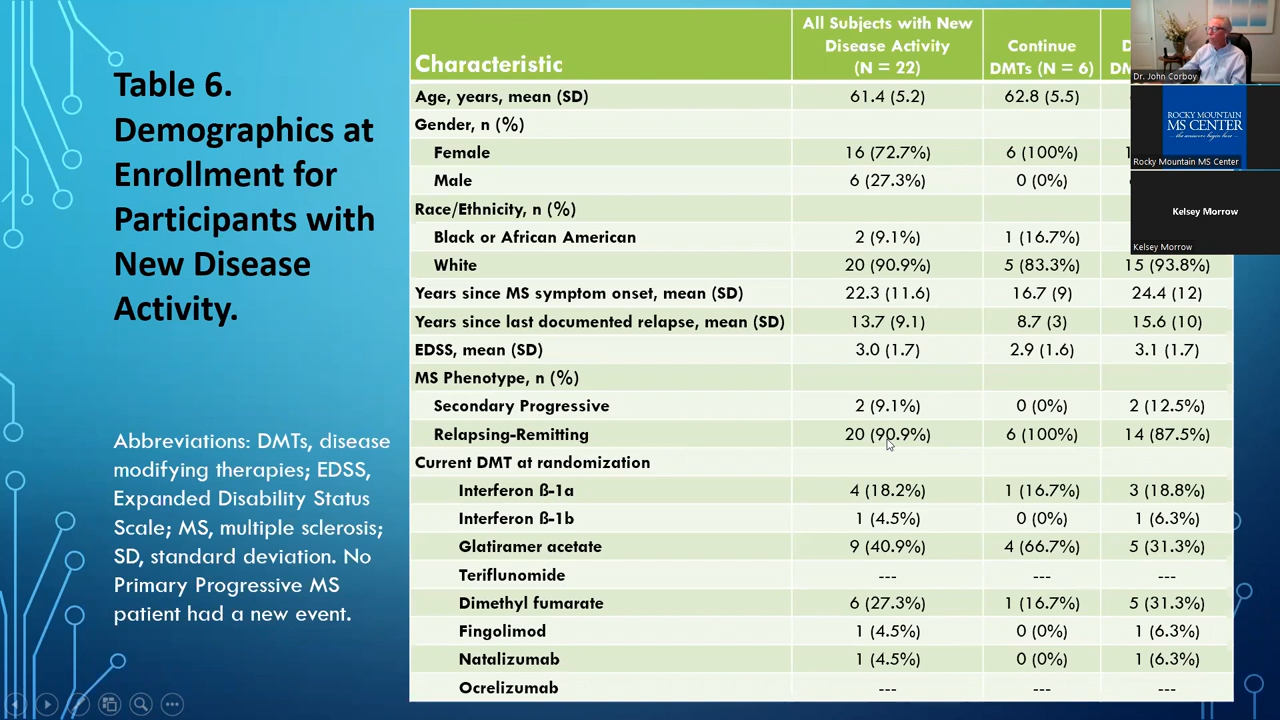 Table 6.
Demographics at
Enrollment for
Participants with
New Disease
Activity.
Abbreviations: DMTs, disease
modifying therapies; EDSS,
Expanded Disability Status
Scale; MS, multiple sclerosis;
SD, standard deviation. No
Primary Progressive MS
patient had a new event.
Characteristic
All Subjects with New
Disease Activity
(N = 22)
Continue
DMTs (N = 6)
Age, years, mean (SD) 61.4 (5.2) 62.8 (5.5)
Gender, n (%)
Female 16 (72.7%) 6 (100%)
Male 6 (27.3%) 0 (0%)
Race/Ethnicity, n (%)
Black or African American 2 (9.1%) 1 (16.7%)
White 20 (90.9%) 5 (83.3%) 15 (93.8%)
Years since MS symptom onset, mean (SD) 22.3 (11.6) 16.7 (9) 24.4 (12)
Years since last documented relapse, mean (SD) 13.7 (9.1) 8.7 (3) 15.6 (10)
EDSS, mean (SD) 3.0 (1.7) 2.9 (1.6) 3.1 (1.7)
MS Phenotype, n (%)
Secondary Progressive 2 (9.1%) 0 (0%) 2 (12.5%)
Relapsing-Remitting 20 (90.9%) 6 (100%) 14 (87.5%)
Current DMT at randomization
Interferon ß-1a 4 (18.2%) 1 (16.7%) 3 (18.8%)
Interferon ß-1b 1 (4.5%) 0 (0%) 1 (6.3%)
Glatiramer acetate 9 (40.9%) 4 (66.7%) 5 (31.3%)
Teriflunomide --- --- ---
Dimethyl fumarate 6 (27.3%) 1 (16.7%) 5 (31.3%)
Fingolimod 1 (4.5%) 0 (0%) 1 (6.3%)
Natalizumab 1 (4.5%) 0 (0%) 1 (6.3%)
Ocrelizumab --- --- ---
Dr. John Corboy
ROCKY MOUNTAIN
MS CENTER
the answers begin here
Rocky Mountain MS Center
Kelsey Morrow
Kelsey Morrow